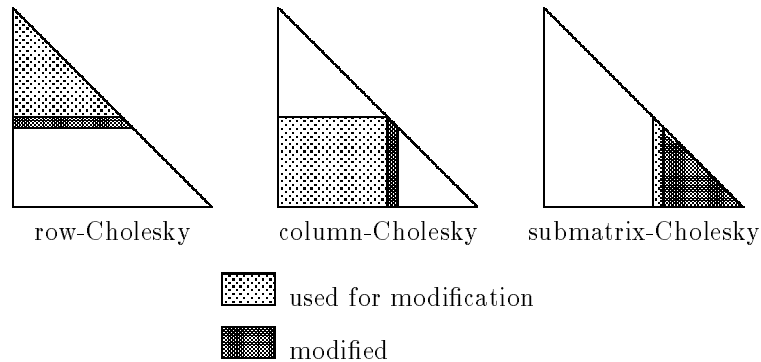 row-Cholesky
column-Cholesky
submatrix-Cholesky
used for modification
modified